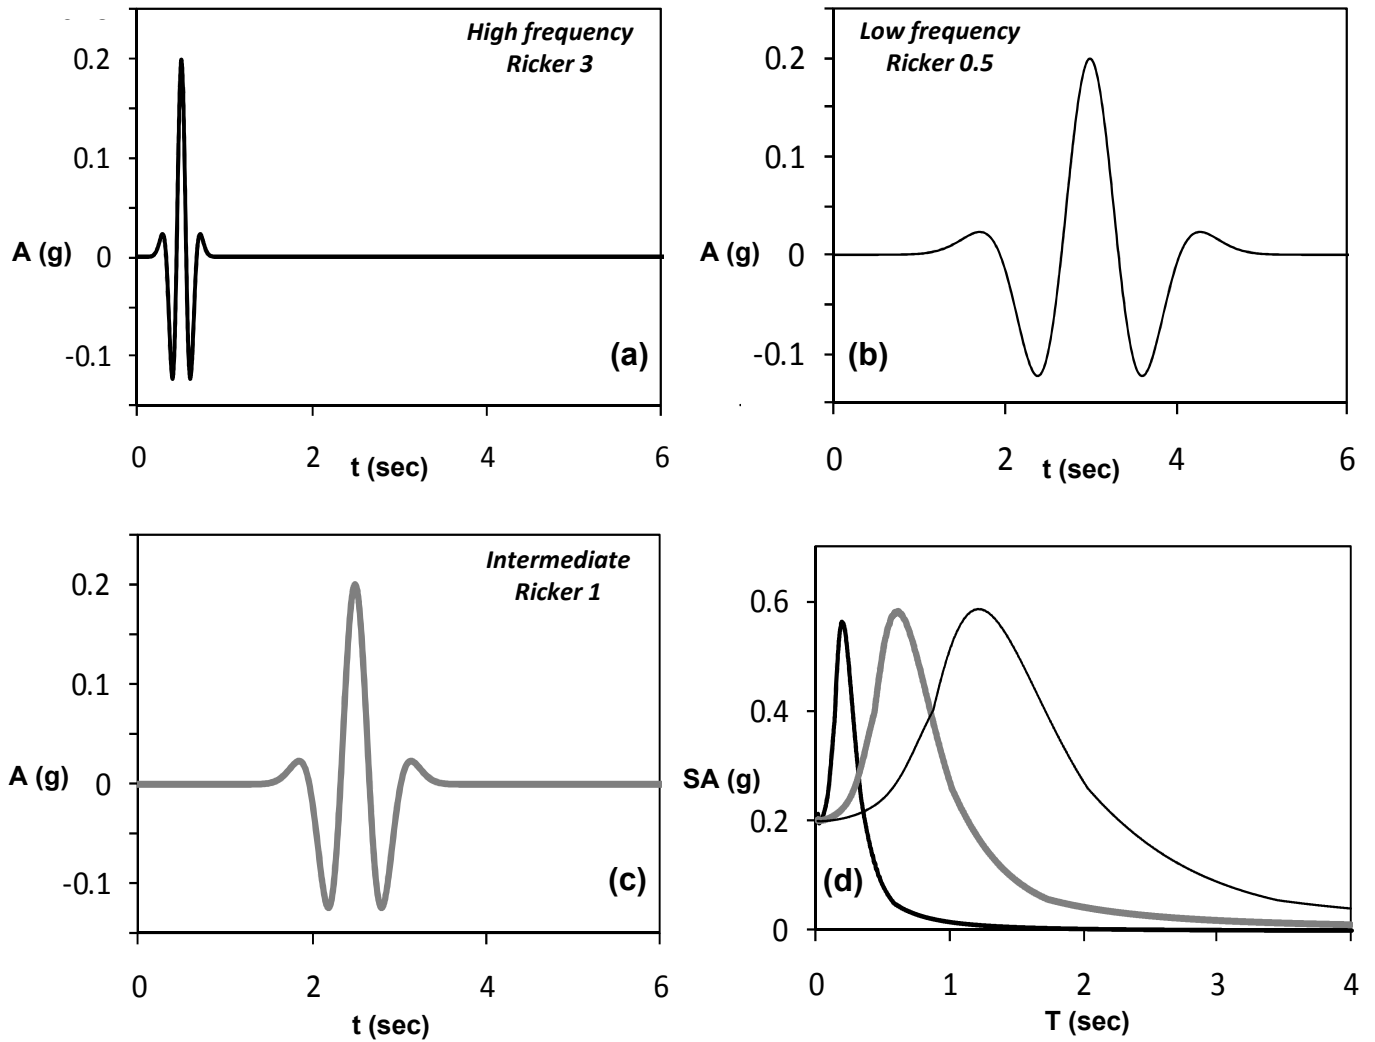 High frequency
Ricker 3
0.2
0.1
A (g)
0
-0.1
(a)
0
2
4
6
t (sec)
Low frequency
Ricker 0.5
0.2
0.1
A (g)
0
-0.1
(b)
0
2
4
6
t (sec)
Intermediate
Ricker 1
0.2
0.1
A (g)
0
-0.1
(c)
0
2
4
6
t (sec)
0.6
0.4
SA (g)
0.2
0
(d)
0
1
2
3
4
T (sec)